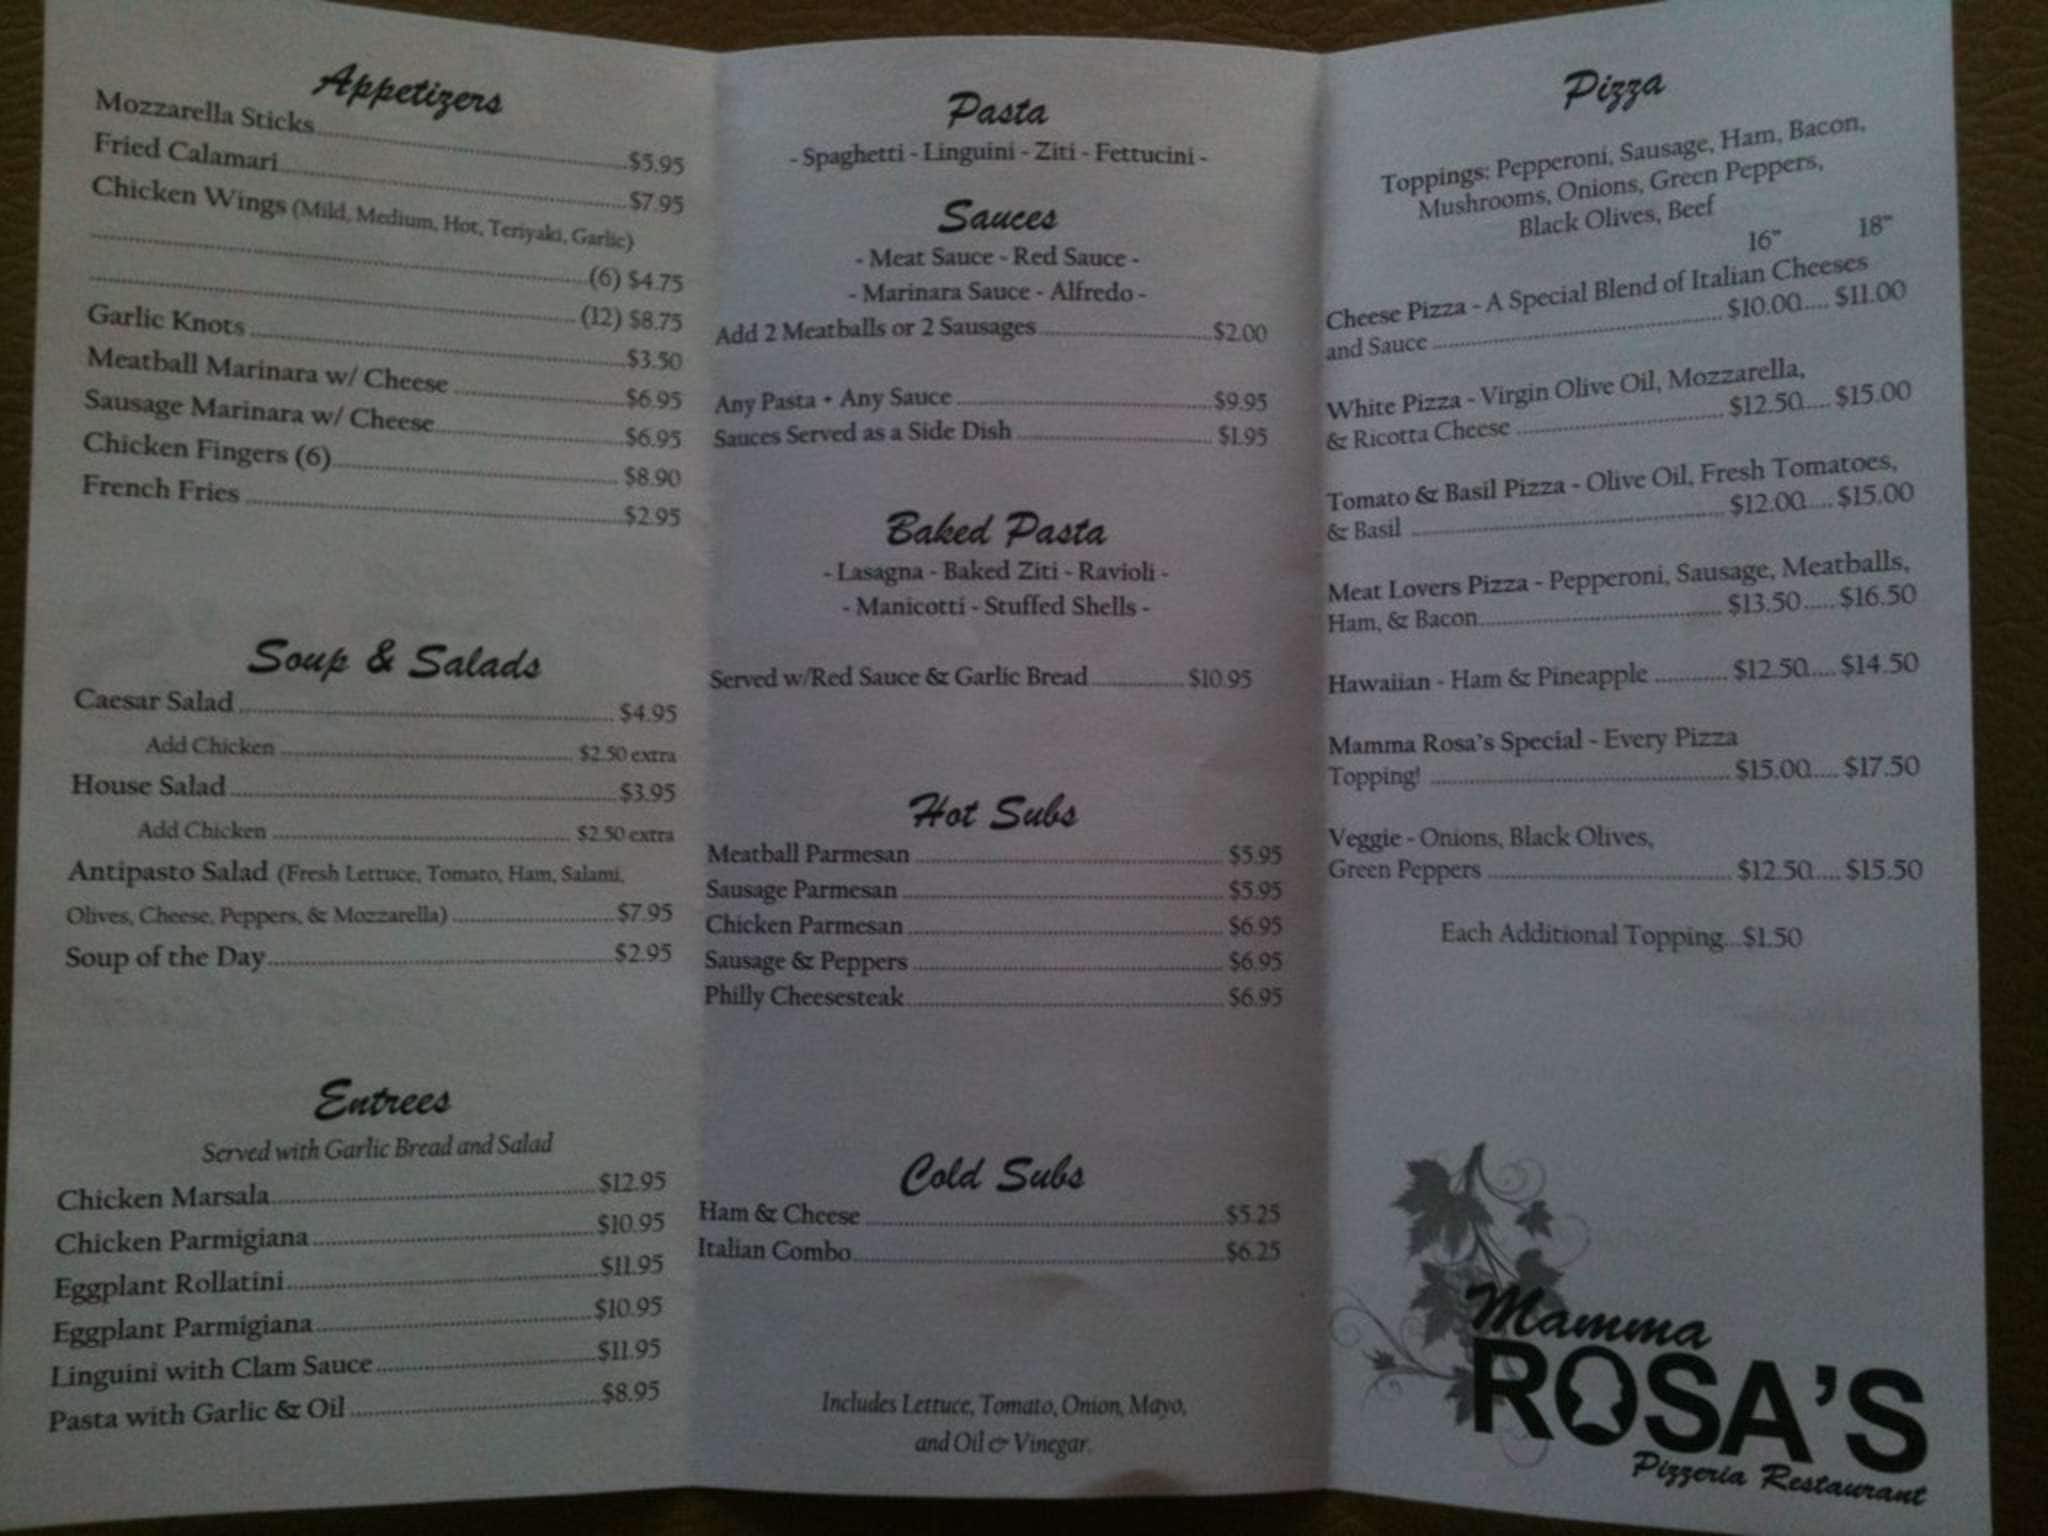 Appetizers
Mozzarella Sticks $5.95
Fried Calamari $7.95
Chicken Wings (Mild, Medium, Hot, Teriyaki, Garlic)
(6) $4.75
(12) $8.75
Garlic Knots $3.50
Meatball Marinara w/ Cheese $6.95
Sausage Marinara w/ Cheese $6.95
Chicken Fingers (6) $8.90
French Fries $2.95
Soup & Salads
Caesar Salad $4.95
Add Chicken $2.50 extra
House Salad $3.95
Add Chicken $2.50 extra
Antipasto Salad (Fresh Lettuce, Tomato, Ham, Salami,
Olives, Cheese, Peppers, & Mozzarella) $7.95
Soup of the Day $2.95
Entrees
Served with Garlic Bread and Salad
Chicken Marsala $12.95
Chicken Parmigiana $10.95
Eggplant Rollatini $11.95
Eggplant Parmigiana $10.95
Linguini with Clam Sauce $11.95
Pasta with Garlic & Oil $8.95
Pasta
- Spaghetti - Linguini - Ziti - Fettucini -
Sauces
- Meat Sauce - Red Sauce -
- Marinara Sauce - Alfredo -
Add 2 Meatballs or 2 Sausages $2.00
Any Pasta + Any Sauce $9.95
Sauces Served as a Side Dish $1.95
Baked Pasta
- Lasagna - Baked Ziti - Ravioli -
- Manicotti - Stuffed Shells -
Served w/Red Sauce & Garlic Bread $10.95
Hot Subs
Meatball Parmesan $5.95
Sausage Parmesan $5.95
Chicken Parmesan $6.95
Sausage & Peppers $6.95
Philly Cheesesteak $6.95
Cold Subs
Ham & Cheese $5.25
Italian Combo $6.25
Includes Lettuce, Tomato, Onion, Mayo,
and Oil & Vinegar.
Pizza
Toppings: Pepperoni, Sausage, Ham, Bacon,
Mushrooms, Onions, Green Peppers,
Black Olives, Beef
16" 18"
Cheese Pizza - A Special Blend of Italian Cheeses
and Sauce $10.00.... $11.00
White Pizza - Virgin Olive Oil, Mozzarella,
& Ricotta Cheese $12.50.... $15.00
Tomato & Basil Pizza - Olive Oil, Fresh Tomatoes,
& Basil $12.00.... $15.00
Meat Lovers Pizza - Pepperoni, Sausage, Meatballs,
Ham, & Bacon $13.50.... $16.50
Hawaiian - Ham & Pineapple $12.50.... $14.50
Mamma Rosa's Special - Every Pizza
Topping! $15.00.... $17.50
Veggie - Onions, Black Olives,
Green Peppers $12.50.... $15.50
Each Additional Topping...$1.50
Mamma
ROSA'S
Pizzeria Restaurant